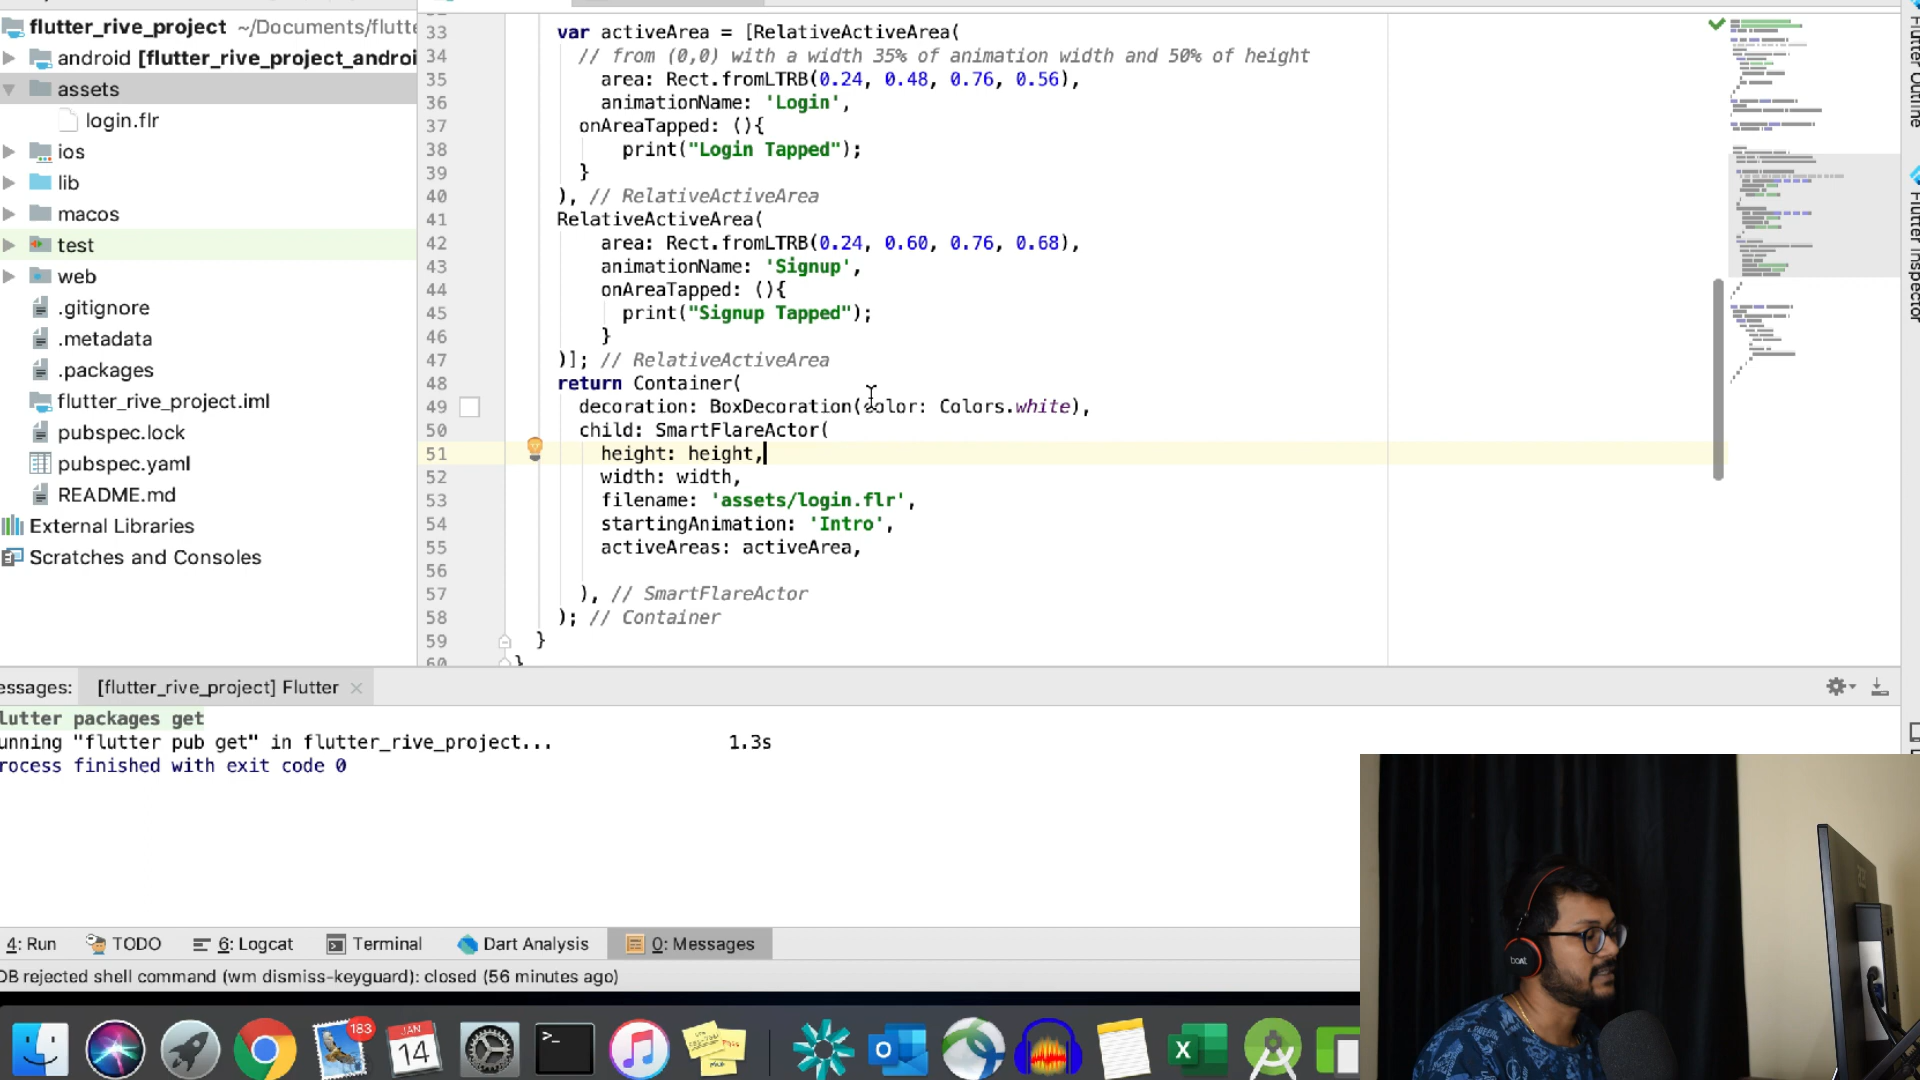 flutter_rive_project ~/Documents/flutte
android [flutter_rive_project_androi
assets
login.flr
ios
lib
macos
test
web
.gitignore
.metadata
.packages
flutter_rive_project.iml
pubspec.lock
pubspec.yaml
README.md
External Libraries
Scratches and Consoles
33 var activeArea = [RelativeActiveArea(
34 // from (0,0) with a width 35% of animation width and 50% of height
35 area: Rect.fromLTRB(0.24, 0.48, 0.76, 0.56),
36 animationName: 'Login',
37 onAreaTapped: (){
38 print("Login Tapped");
39 }
40 ), // RelativeActiveArea
41 RelativeActiveArea(
42 area: Rect.fromLTRB(0.24, 0.60, 0.76, 0.68),
43 animationName: 'Signup',
44 onAreaTapped: (){
45 print("Signup Tapped");
46 }
47 )]; // RelativeActiveArea
48 return Container(
49 decoration: BoxDecoration(color: Colors.white),
50 child: SmartFlareActor(
51 height: height,
52 width: width,
53 filename: 'assets/login.flr',
54 startingAnimation: 'Intro',
55 activeAreas: activeArea,
56
57 ), // SmartFlareActor
58 ); // Container
59 }
60 }
Flutter Outline
Flutter Inspector
essages: [flutter_rive_project] Flutter
lutter packages get
unning "flutter pub get" in flutter_rive_project... 1.3s
rocess finished with exit code 0
4: Run TODO 6: Logcat Terminal Dart Analysis 0: Messages
DB rejected shell command (wm dismiss-keyguard): closed (56 minutes ago)
183
JAN
14
boat